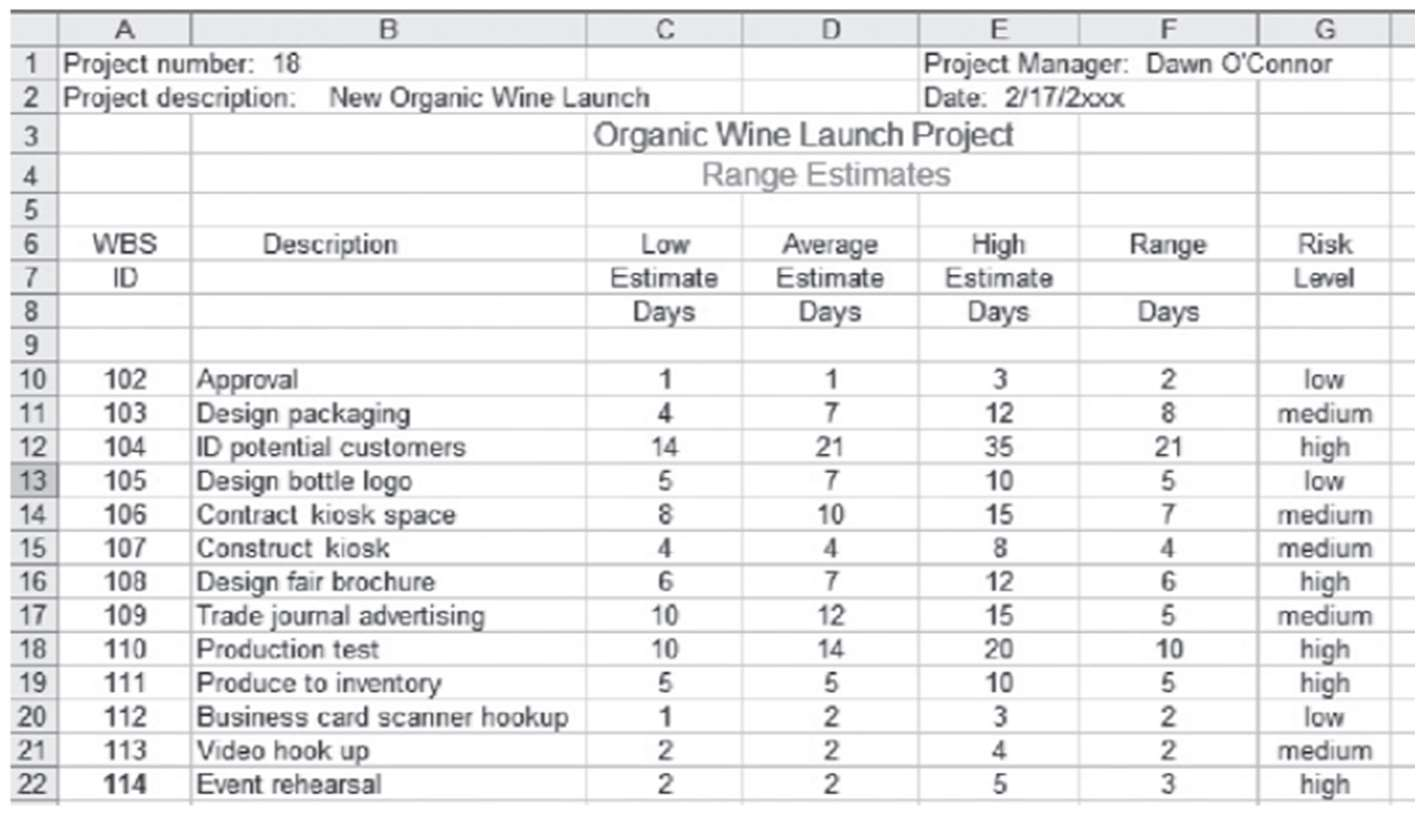 A B C D E F G
1 Project number: 18 Project Manager: Dawn O'Connor
2 Project description: New Organic Wine Launch Date: 2/17/2xxx
3 Organic Wine Launch Project
4 Range Estimates
5
6 WBS Description Low Average High Range Risk
7 ID Estimate Estimate Estimate Level
8 Days Days Days Days
9
10 102 Approval 1 1 3 2 low
11 103 Design packaging 4 7 12 8 medium
12 104 ID potential customers 14 21 35 21 high
13 105 Design bottle logo 5 7 10 5 low
14 106 Contract kiosk space 8 10 15 7 medium
15 107 Construct kiosk 4 4 8 4 medium
16 108 Design fair brochure 6 7 12 6 high
17 109 Trade journal advertising 10 12 15 5 medium
18 110 Production test 10 14 20 10 high
19 111 Produce to inventory 5 5 10 5 high
20 112 Business card scanner hookup 1 2 3 2 low
21 113 Video hook up 2 2 4 2 medium
22 114 Event rehearsal 2 2 5 3 high